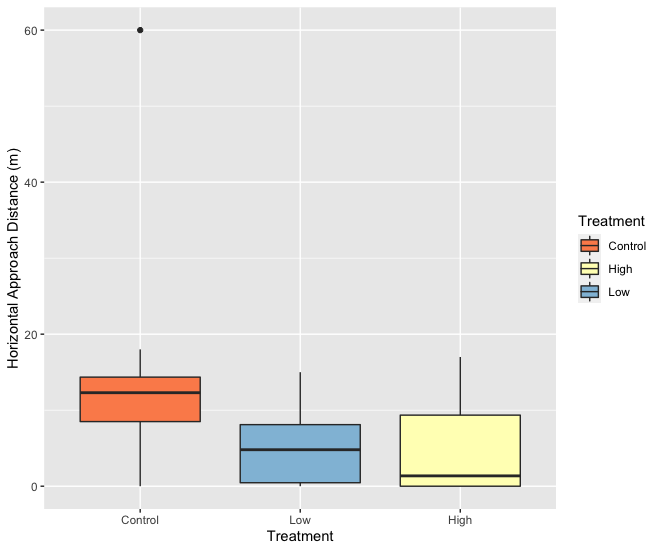 Horizontal Approach Distance (m)
60
40
20
0
Control
Low
High
Treatment
Treatment
Control
High
Low